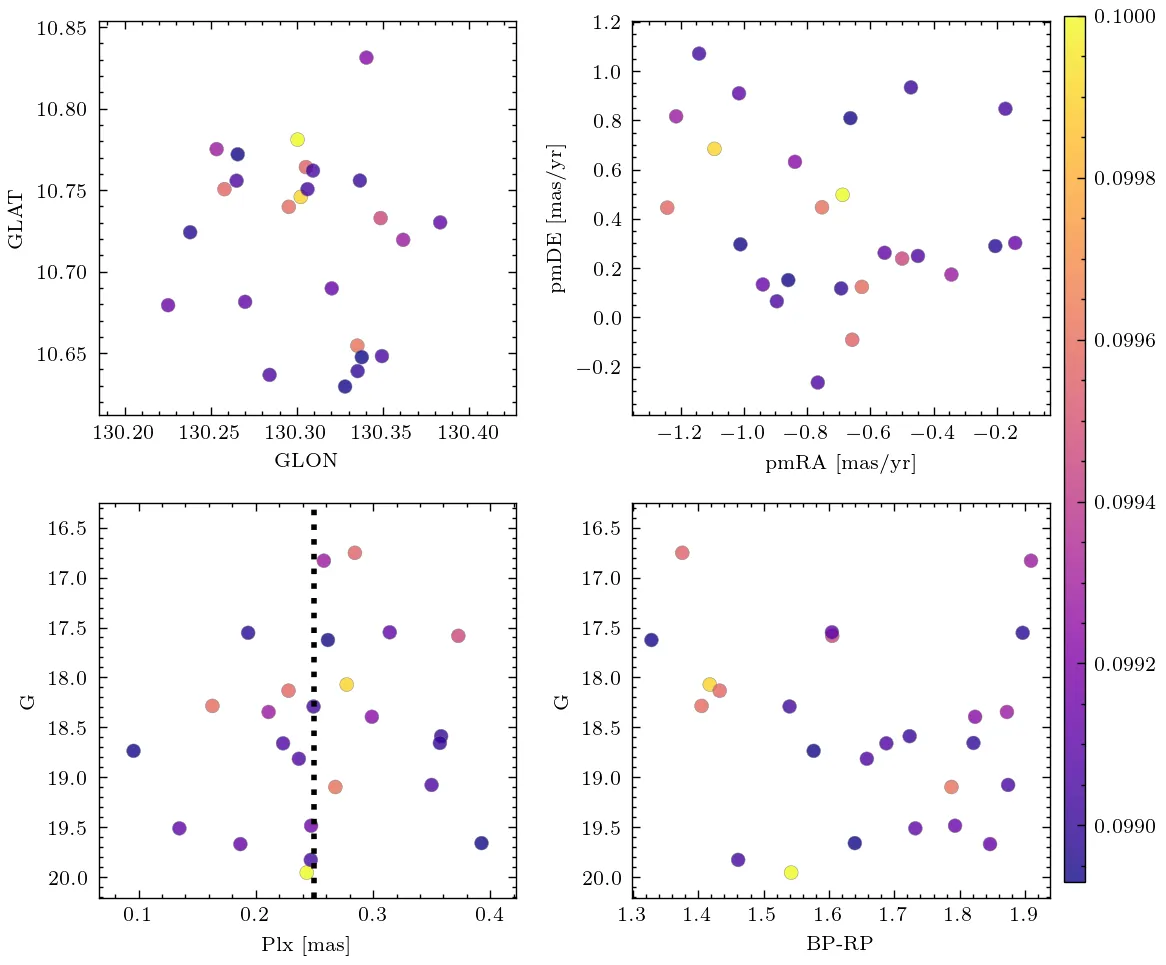 10.85
10.80
10.75
10.70
10.65
GLAT
130.20 130.25 130.30 130.35 130.40
GLON
1.2
1.0
0.8
0.6
0.4
0.2
0.0
−0.2
pmDE [mas/yr]
−1.2 −1.0 −0.8 −0.6 −0.4 −0.2
pmRA [mas/yr]
0.1000
0.0998
0.0996
0.0994
0.0992
0.0990
16.5
17.0
17.5
18.0
18.5
19.0
19.5
20.0
G
0.1 0.2 0.3 0.4
Plx [mas]
16.5
17.0
17.5
18.0
18.5
19.0
19.5
20.0
G
1.3 1.4 1.5 1.6 1.7 1.8 1.9
BP-RP